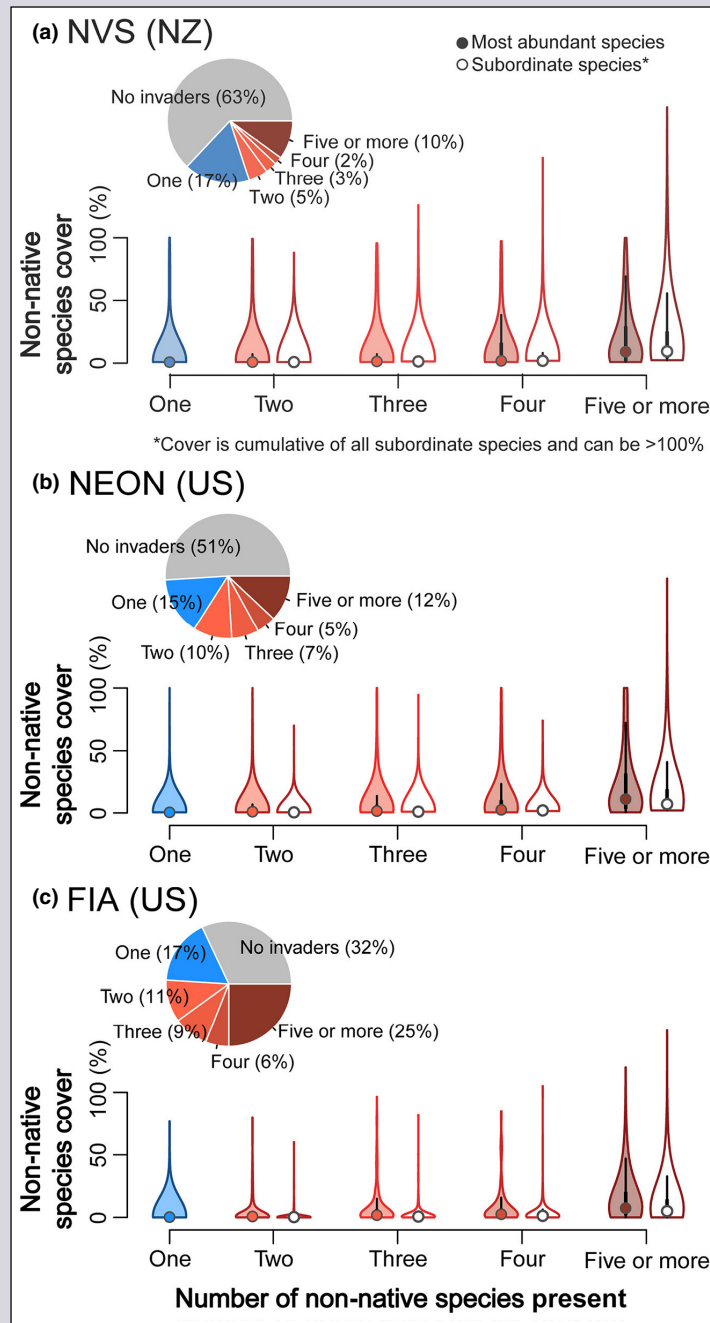 (a) NVS (NZ)
Most abundant species
Subordinate species*
No invaders (63%)
Five or more (10%)
Four (2%)
Three (3%)
One (17%)
Two (5%)
Non-native
species cover (%)
100
50
0
One Two Three Four Five or more
*Cover is cumulative of all subordinate species and can be >100%
(b) NEON (US)
No invaders (51%)
One (15%)
Five or more (12%)
Four (5%)
Two (10%) Three (7%)
Non-native
species cover (%)
100
50
0
One Two Three Four Five or more
(c) FIA (US)
One (17%) No invaders (32%)
Two (11%)
Three (9%) Five or more (25%)
Four (6%)
Non-native
species cover (%)
100
50
0
One Two Three Four Five or more
Number of non-native species present